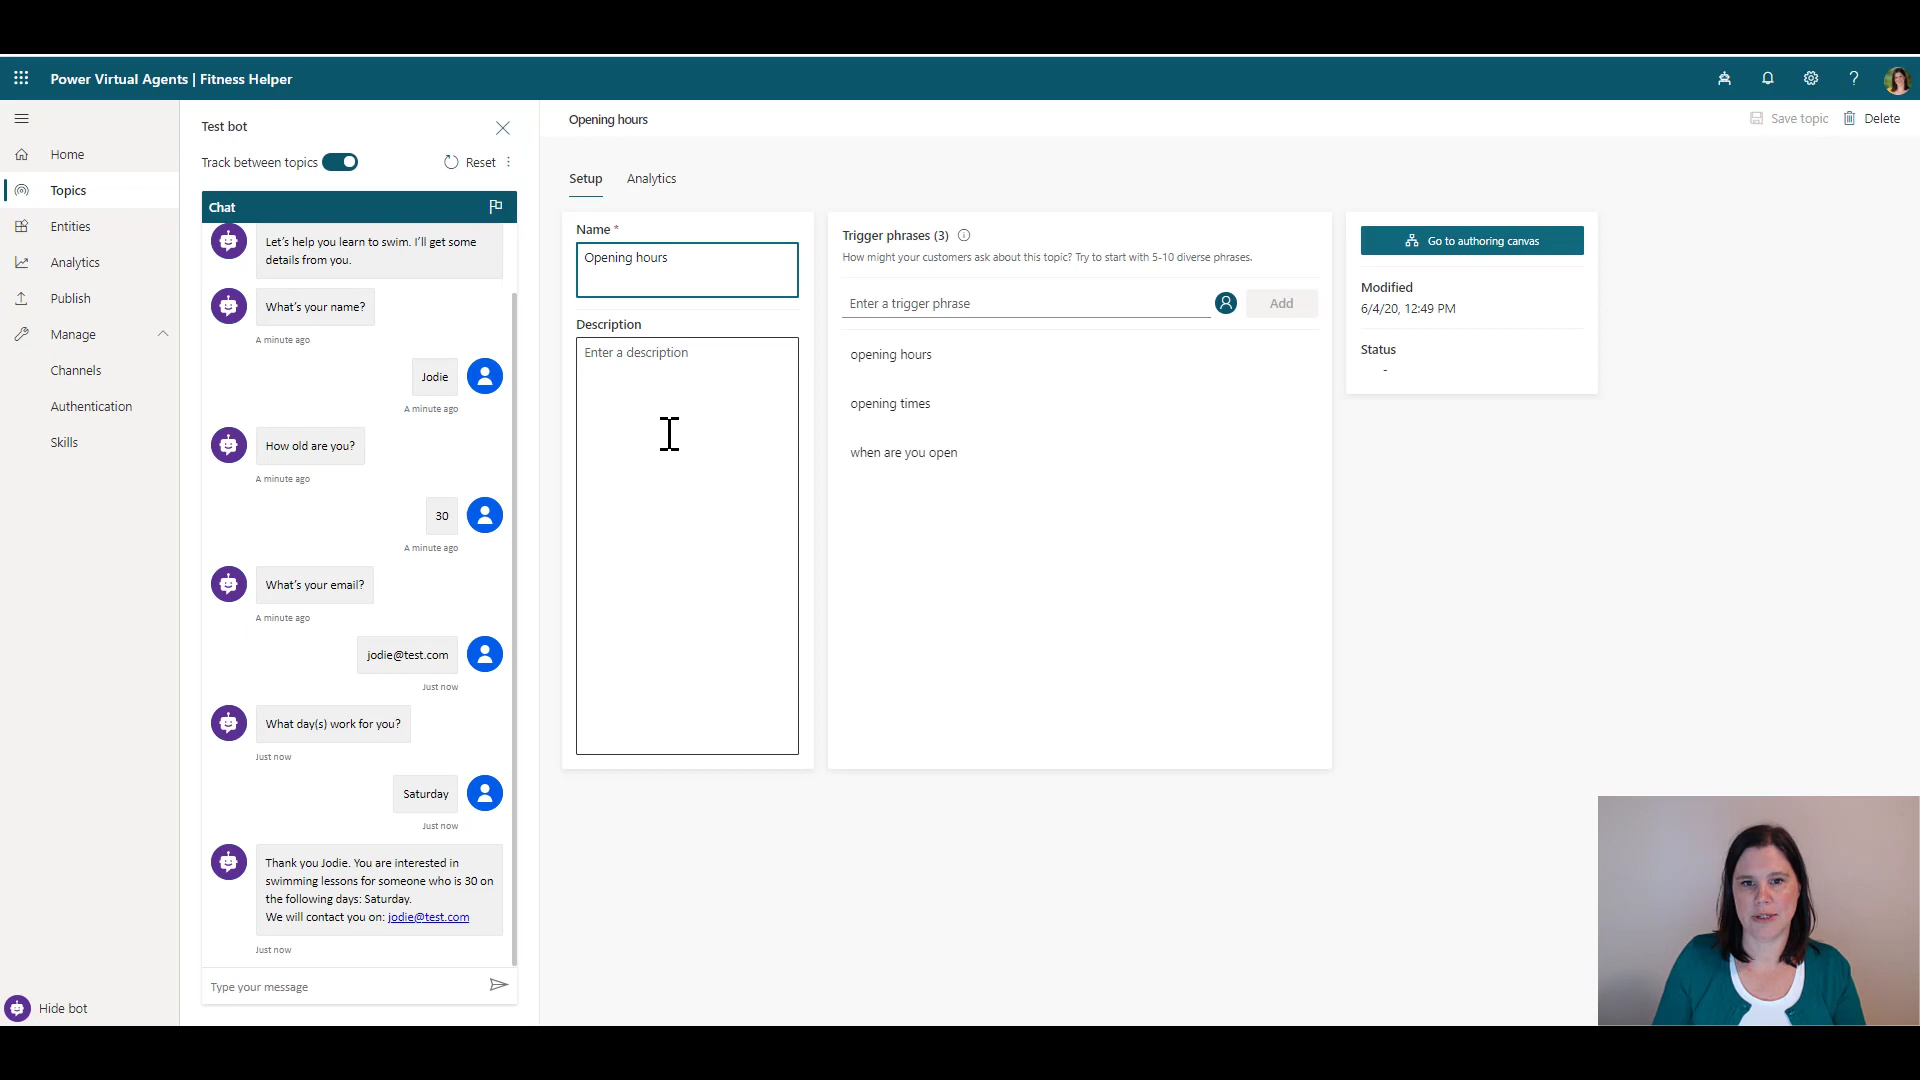 Power Virtual Agents | Fitness Helper
?
Home
Topics
Entities
Analytics
Publish
Manage
Channels
Authentication
Skills
Hide bot
Test bot
Track between topics
Reset
Chat
Let's help you learn to swim. I'll get some
details from you.
What's your name?
A minute ago
Jodie
A minute ago
How old are you?
A minute ago
30
A minute ago
What's your email?
A minute ago
jodie@test.com
Just now
What day(s) work for you?
Just now
Saturday
Just now
Thank you Jodie. You are interested in
swimming lessons for someone who is 30 on
the following days: Saturday.
We will contact you on: jodie@test.com
Just now
Type your message
Opening hours
Save topic
Delete
Setup
Analytics
Name *
Opening hours
Description
Enter a description
Trigger phrases (3)
How might your customers ask about this topic? Try to start with 5-10 diverse phrases.
Enter a trigger phrase
Add
opening hours
opening times
when are you open
Go to authoring canvas
Modified
6/4/20, 12:49 PM
Status
-